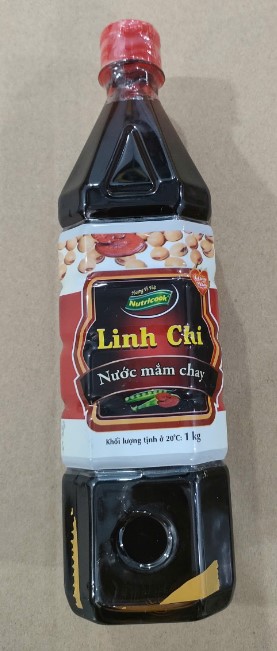 Nutricook
Linh Chi
Nước mắm chay
Khối lượng tịnh ở 20°C: 1 kg